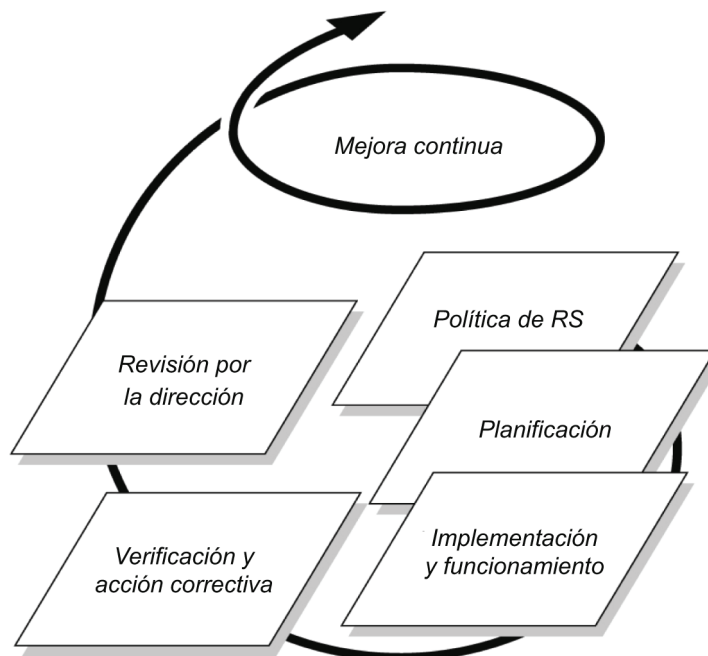 Mejora continua
Política de RS
Revisión por
la dirección
Planificación
Implementación
y funcionamiento
Verificación y
acción correctiva